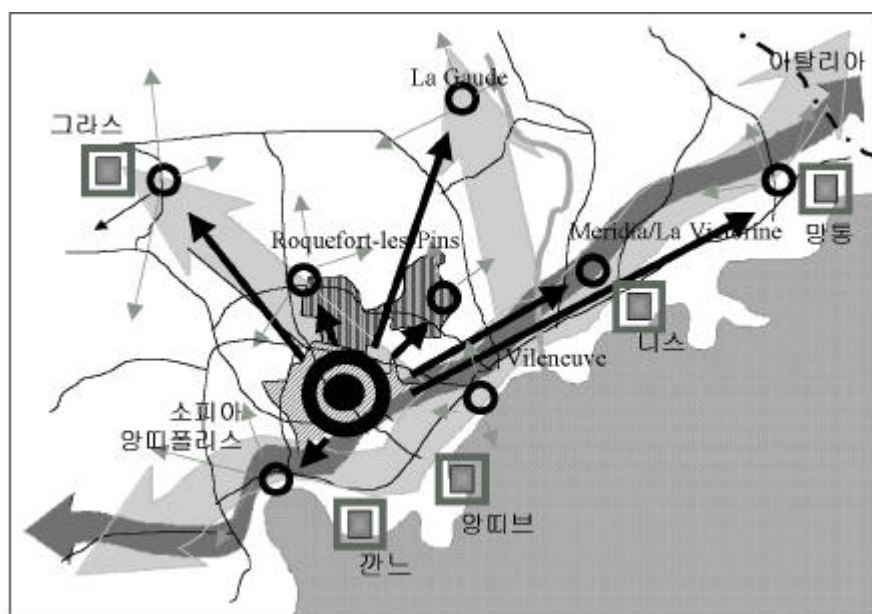 아탈리아
La Gaude
그라스
Roquefort-les-Pins
Meridia/La Victorine
망통
니스
Vileneuve
소피아
앙띠폴리스
앙띠브
깐느